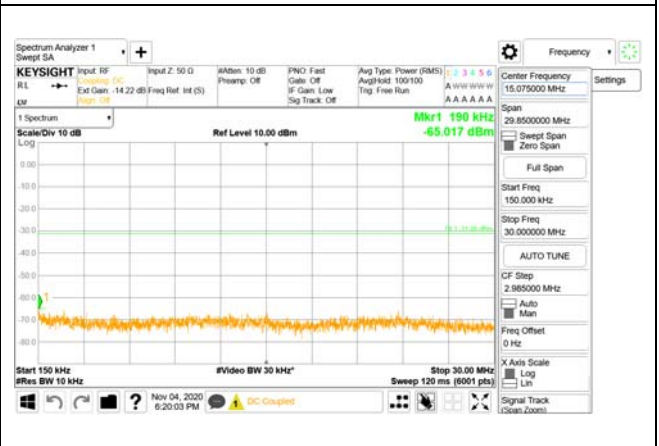 Spectrum Analyzer 1
Swept SA
+
Frequency
KEYSIGHT
RL
Input: RF
Coupling: DC
Ext Gain: -14.22 dB
Align: Off
Input Z: 50 Ω
Freq Ref: Int (S)
#Atten: 10 dB
Preamp: Off
PNO: Fast
Gate: Off
IF Gain: Low
Sig Track: Off
Avg Type: Power (RMS)
Avg|Hold: 100/100
Trig: Free Run
1 2 3 4 5 6
A W W W W W
A A A A A A
1 Spectrum
Scale/Div 10 dB
Ref Level 10.00 dBm
Mkr1 190 kHz
-65.017 dBm
Log
0.00
-10.0
-20.0
-30.0
-40.0
-50.0
-60.0
-70.0
-80.0
1
Start 150 kHz
#Video BW 30 kHz*
Stop 30.00 MHz
#Res BW 10 kHz
Sweep 120 ms (6001 pts)
Nov 04, 2020
6:20:03 PM
DC Coupled
Center Frequency
15.075000 MHz
Settings
Span
29.8500000 MHz
Swept Span
Zero Span
Full Span
Start Freq
150.000 kHz
Stop Freq
30.000000 MHz
AUTO TUNE
CF Step
2.985000 MHz
Auto
Man
Freq Offset
0 Hz
X Axis Scale
Log
Lin
Signal Track
(Span Zoom)